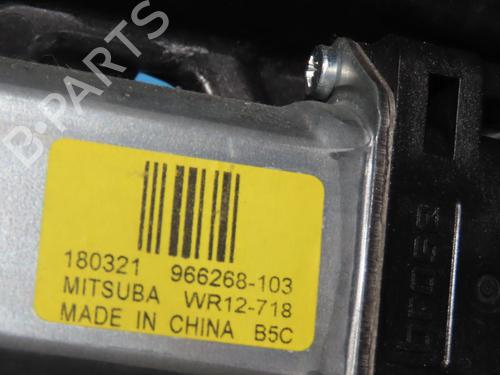 B-PARTS
180321 966268-103
MITSUBA WR12-718
MADE IN CHINA B5C